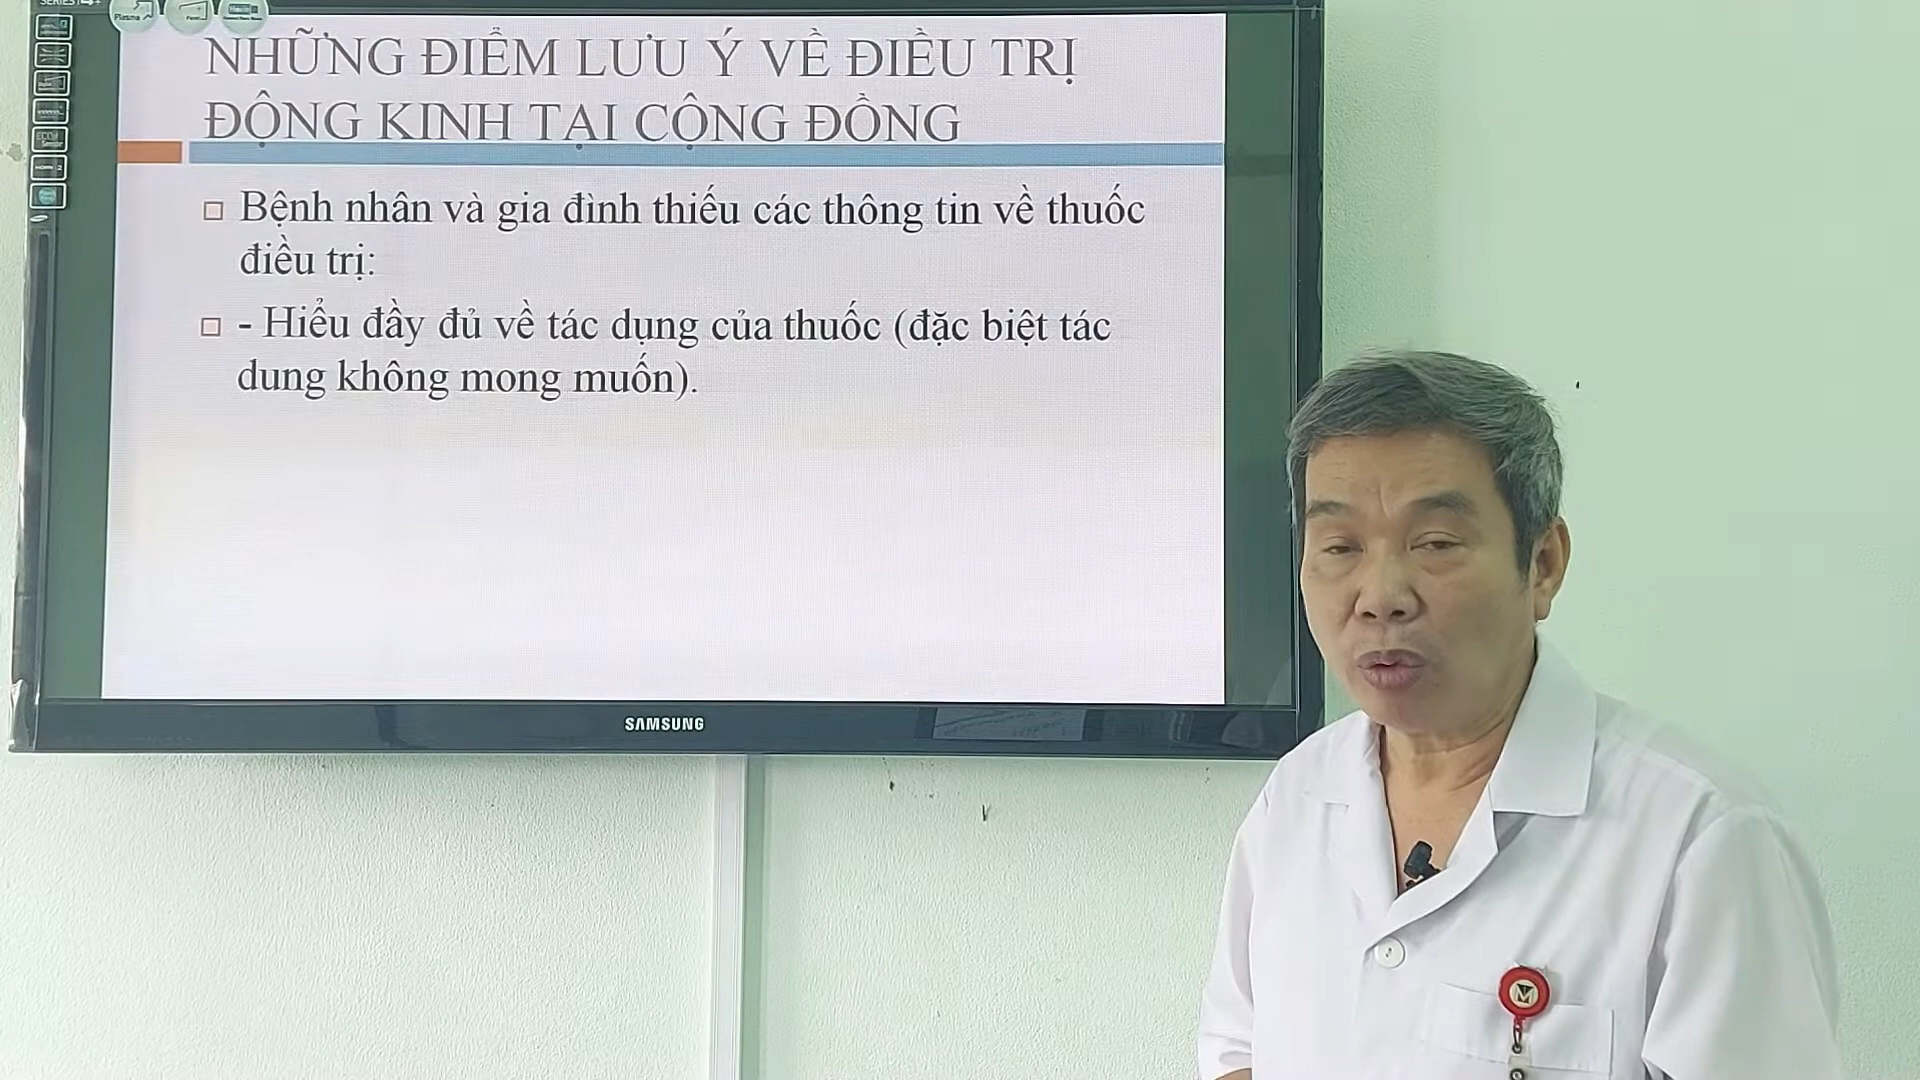 SERIES
Plasma
NHỮNG ĐIỂM LƯU Ý VỀ ĐIỀU TRỊ
ĐỘNG KINH TẠI CỘNG ĐỒNG
Bệnh nhân và gia đình thiếu các thông tin về thuốc
điều trị:
- Hiểu đầy đủ về tác dụng của thuốc (đặc biệt tác
dung không mong muốn).
SAMSUNG
M